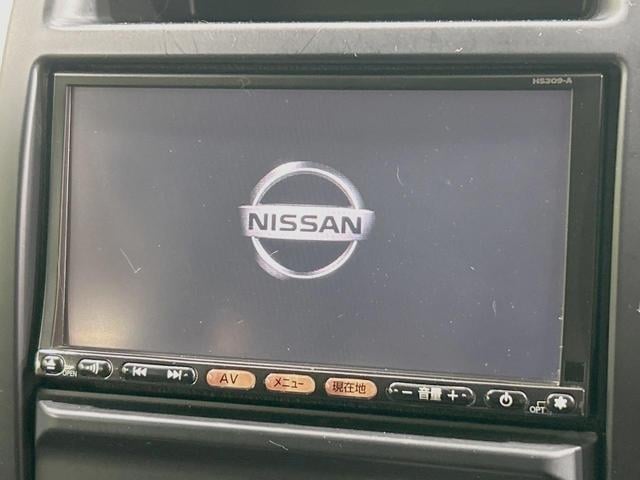 HS309-A
NISSAN
OPEN AV メニュー 現在地 − 音量 + OPT